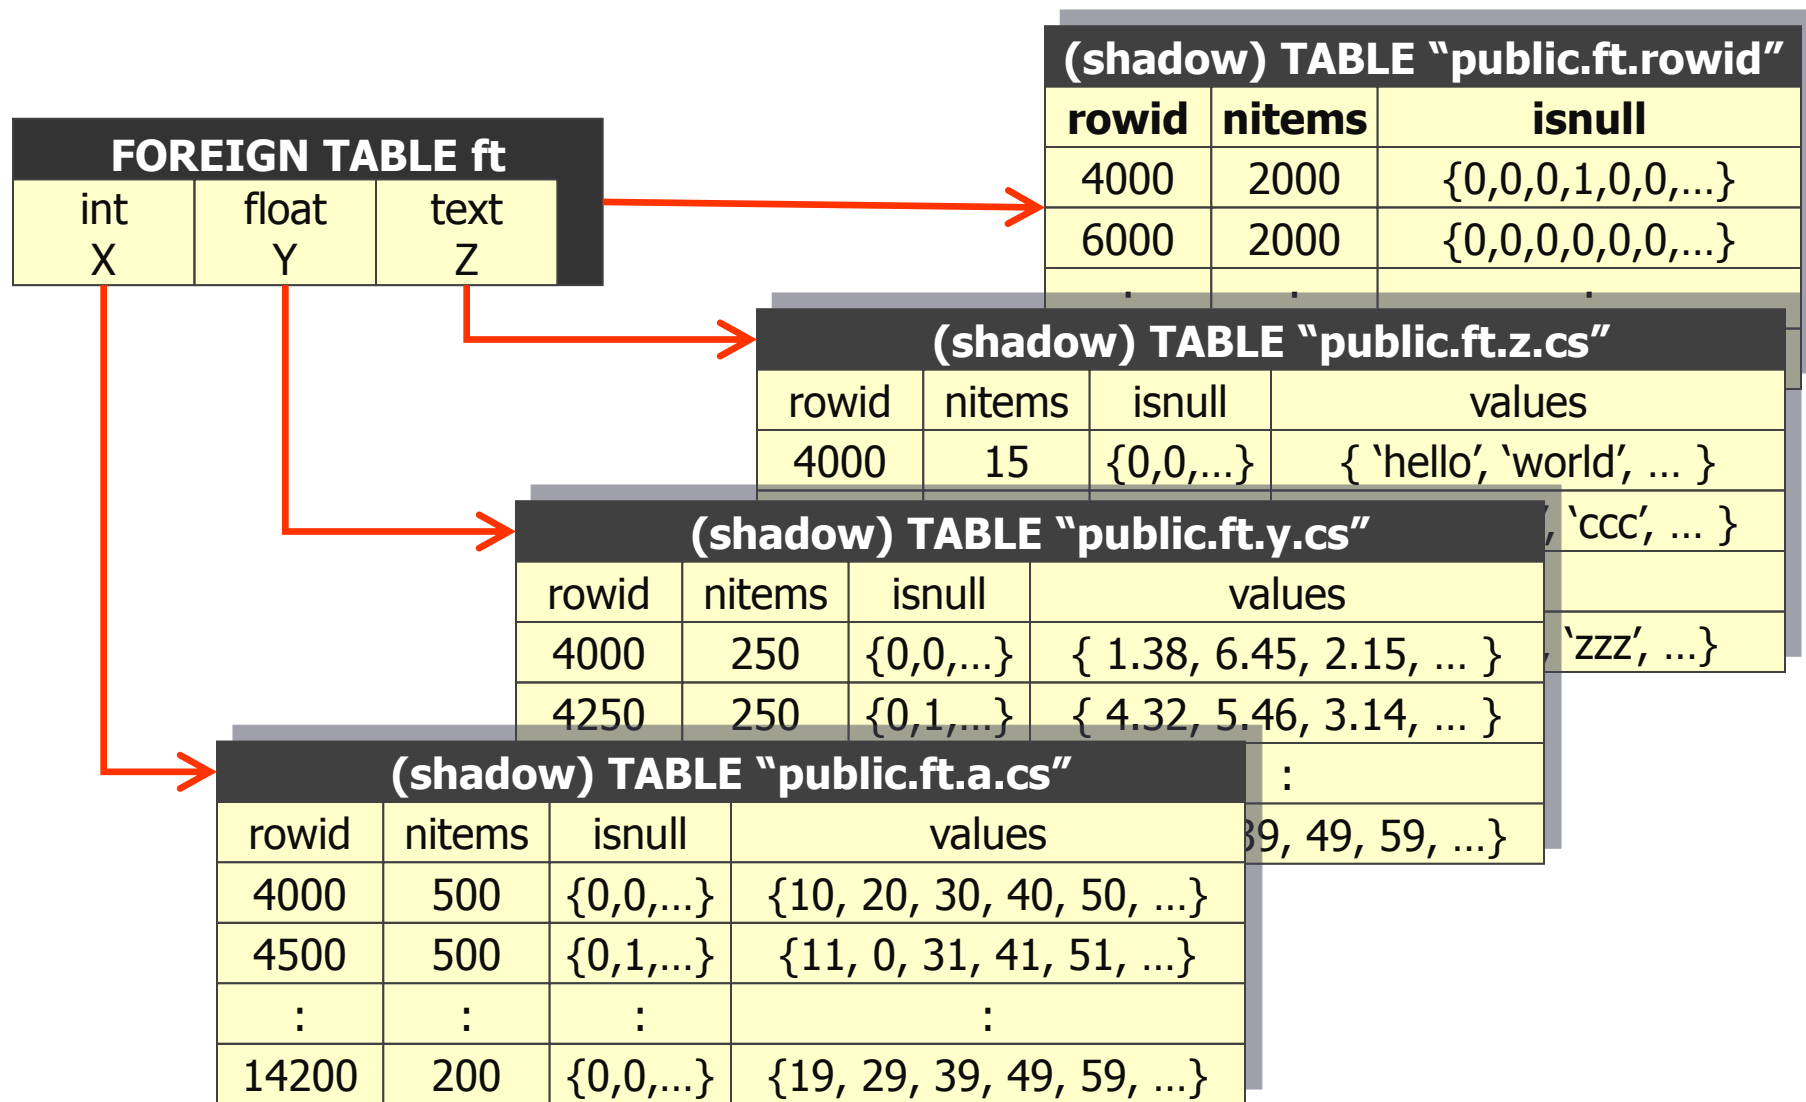 (shadow) TABLE “public.ft.rowid”
rowid nitems isnull
4000 2000 {0,0,0,1,0,0,…}
6000 2000 {0,0,0,0,0,0,…}
: : :
FOREIGN TABLE ft
int float text
X Y Z
(shadow) TABLE “public.ft.z.cs”
rowid nitems isnull values
4000 15 {0,0,…} { ‘hello’, ‘world’, … }
’, ‘ccc’, … }
, ‘zzz’, …}
(shadow) TABLE “public.ft.y.cs”
rowid nitems isnull values
4000 250 {0,0,…} { 1.38, 6.45, 2.15, … }
4250 250 {0,1,…} { 4.32, 5.46, 3.14, … }
:
39, 49, 59, …}
(shadow) TABLE “public.ft.a.cs”
rowid nitems isnull values
4000 500 {0,0,…} {10, 20, 30, 40, 50, …}
4500 500 {0,1,…} {11, 0, 31, 41, 51, …}
: : : :
14200 200 {0,0,…} {19, 29, 39, 49, 59, …}